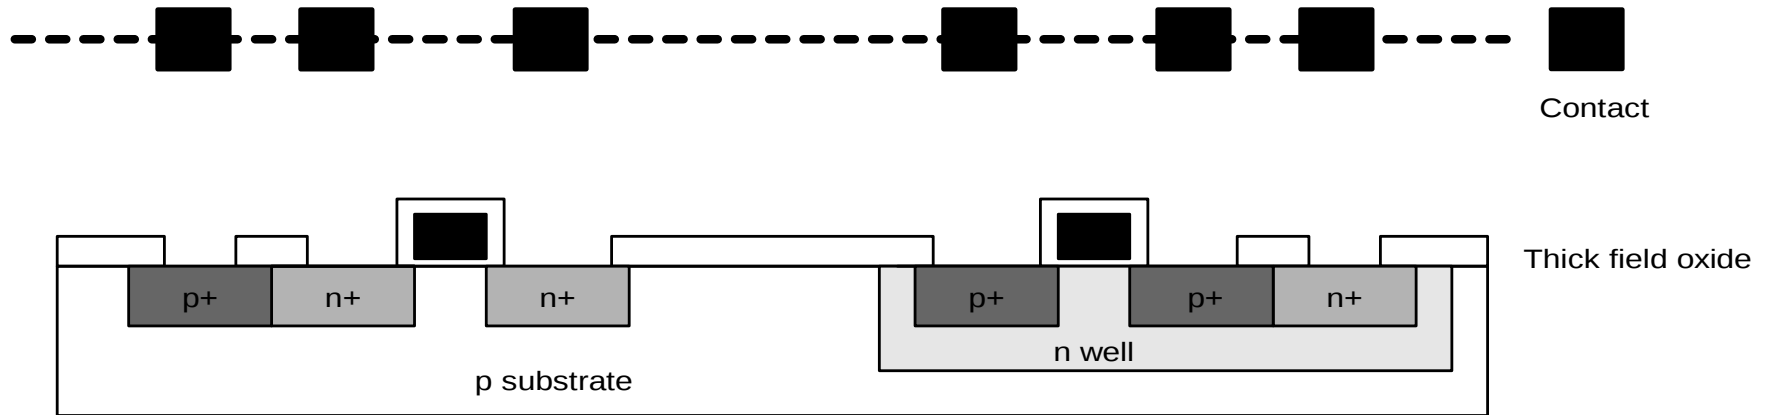 Contact
Thick field oxide
p+
n+
n+
p+
p+
n+
n well
p substrate